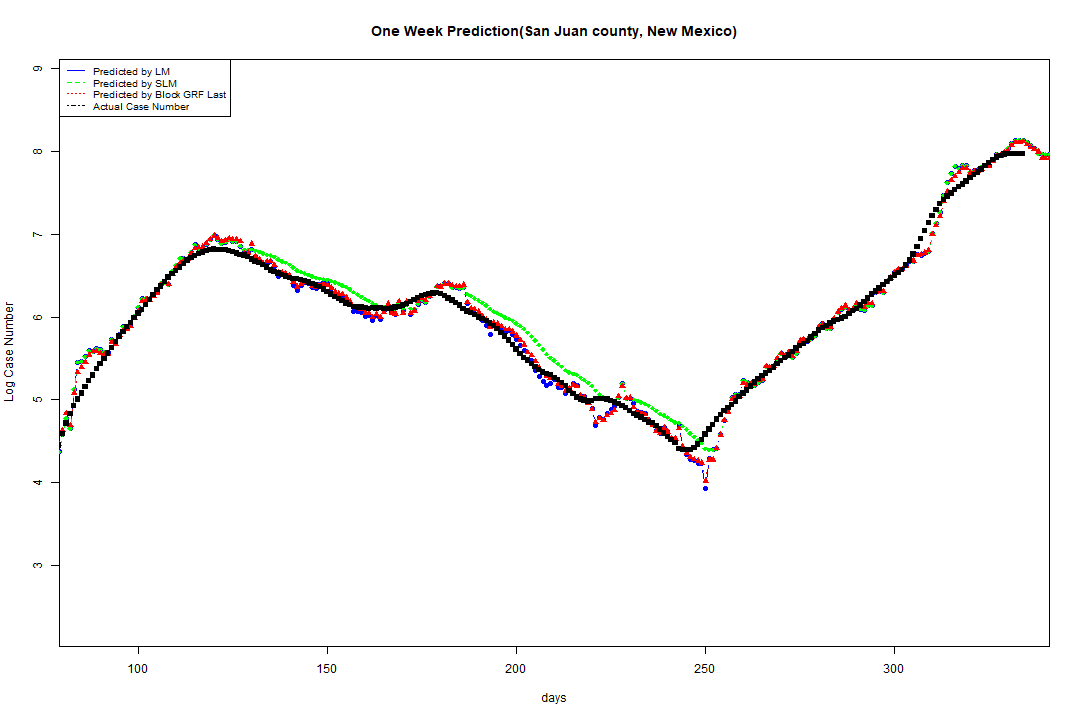 One Week Prediction(San Juan county, New Mexico)
Predicted by LM
Predicted by SLM
Predicted by Block GRF Last
Actual Case Number
Log Case Number
9
8
7
6
5
4
3
100 150 200 250 300
days